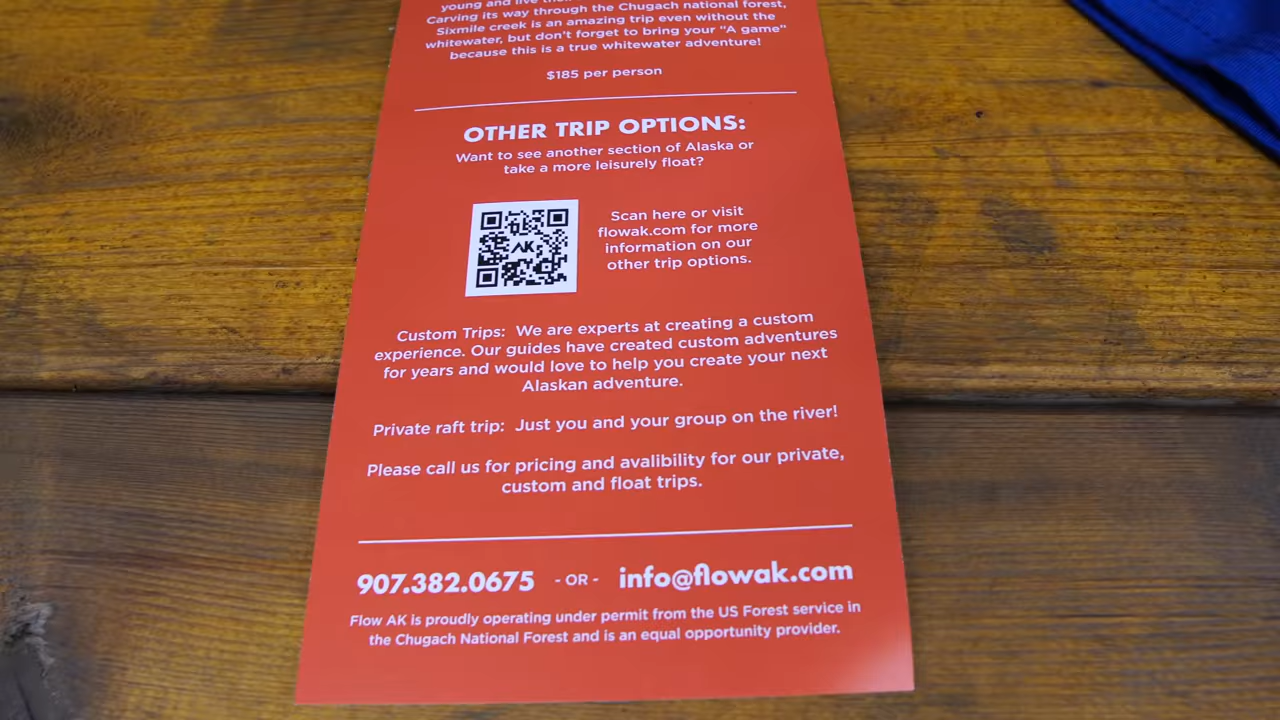 young and live their
Carving its way through the Chugach national forest,
Sixmile creek is an amazing trip even without the
whitewater, but don't forget to bring your "A game"
because this is a true whitewater adventure!
$185 per person
OTHER TRIP OPTIONS:
Want to see another section of Alaska or
take a more leisurely float?
AK
Scan here or visit
flowak.com for more
information on our
other trip options.
Custom Trips: We are experts at creating a custom
experience. Our guides have created custom adventures
for years and would love to help you create your next
Alaskan adventure.
Private raft trip: Just you and your group on the river!
Please call us for pricing and avalibility for our private,
custom and float trips.
907.382.0675 - OR - info@flowak.com
Flow AK is proudly operating under permit from the US Forest service in
the Chugach National Forest and is an equal opportunity provider.